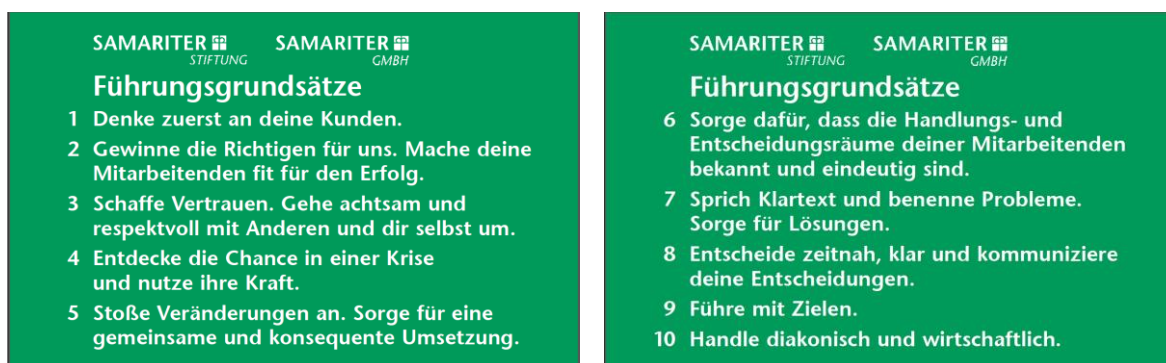 SAMARITER SAMARITER
STIFTUNG GMBH
Führungsgrundsätze
1 Denke zuerst an deine Kunden.
2 Gewinne die Richtigen für uns. Mache deine
Mitarbeitenden fit für den Erfolg.
3 Schaffe Vertrauen. Gehe achtsam und
respektvoll mit Anderen und dir selbst um.
4 Entdecke die Chance in einer Krise
und nutze ihre Kraft.
5 Stoße Veränderungen an. Sorge für eine
gemeinsame und konsequente Umsetzung.
SAMARITER SAMARITER
STIFTUNG GMBH
Führungsgrundsätze
6 Sorge dafür, dass die Handlungs- und
Entscheidungsräume deiner Mitarbeitenden
bekannt und eindeutig sind.
7 Sprich Klartext und benenne Probleme.
Sorge für Lösungen.
8 Entscheide zeitnah, klar und kommuniziere
deine Entscheidungen.
9 Führe mit Zielen.
10 Handle diakonisch und wirtschaftlich.